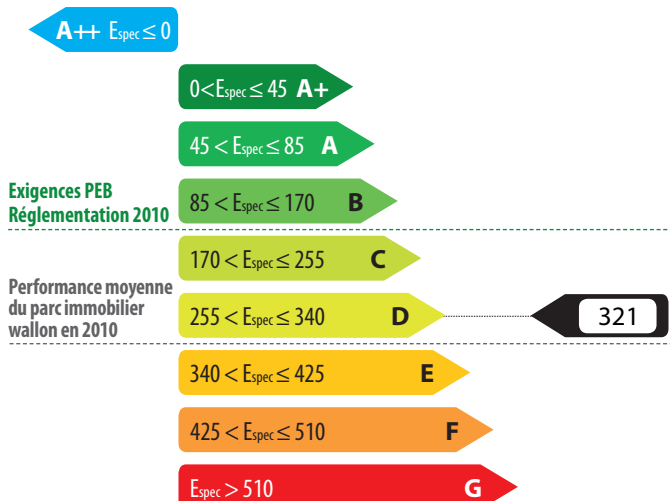 A++ Espec ≤ 0
0<Espec ≤ 45 A+
45 < Espec ≤ 85 A
Exigences PEB
Réglementation 2010
85 < Espec ≤ 170 B
170 < Espec ≤ 255 C
Performance moyenne
du parc immobilier
wallon en 2010
255 < Espec ≤ 340 D
321
340 < Espec ≤ 425 E
425 < Espec ≤ 510 F
Espec > 510 G